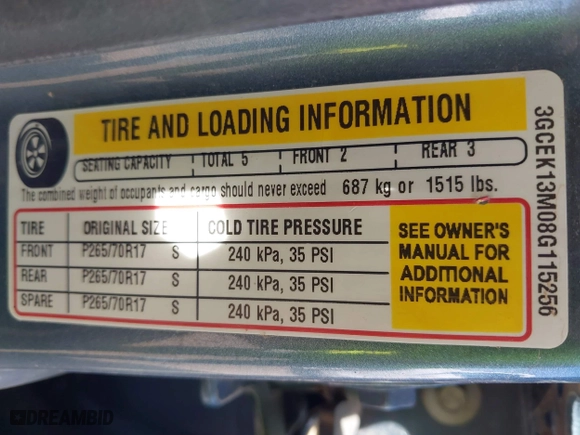 TIRE AND LOADING INFORMATION
SEATING CAPACITY TOTAL 5 FRONT 2 REAR 3
The combined weight of occupants and cargo should never exceed 687 kg or 1515 lbs.
TIRE ORIGINAL SIZE COLD TIRE PRESSURE
FRONT P265/70R17 S 240 kPa, 35 PSI
REAR P265/70R17 S 240 kPa, 35 PSI
SPARE P265/70R17 S 240 kPa, 35 PSI
SEE OWNER'S
MANUAL FOR
ADDITIONAL
INFORMATION
3GCEK13M08G115256
DREAMBID